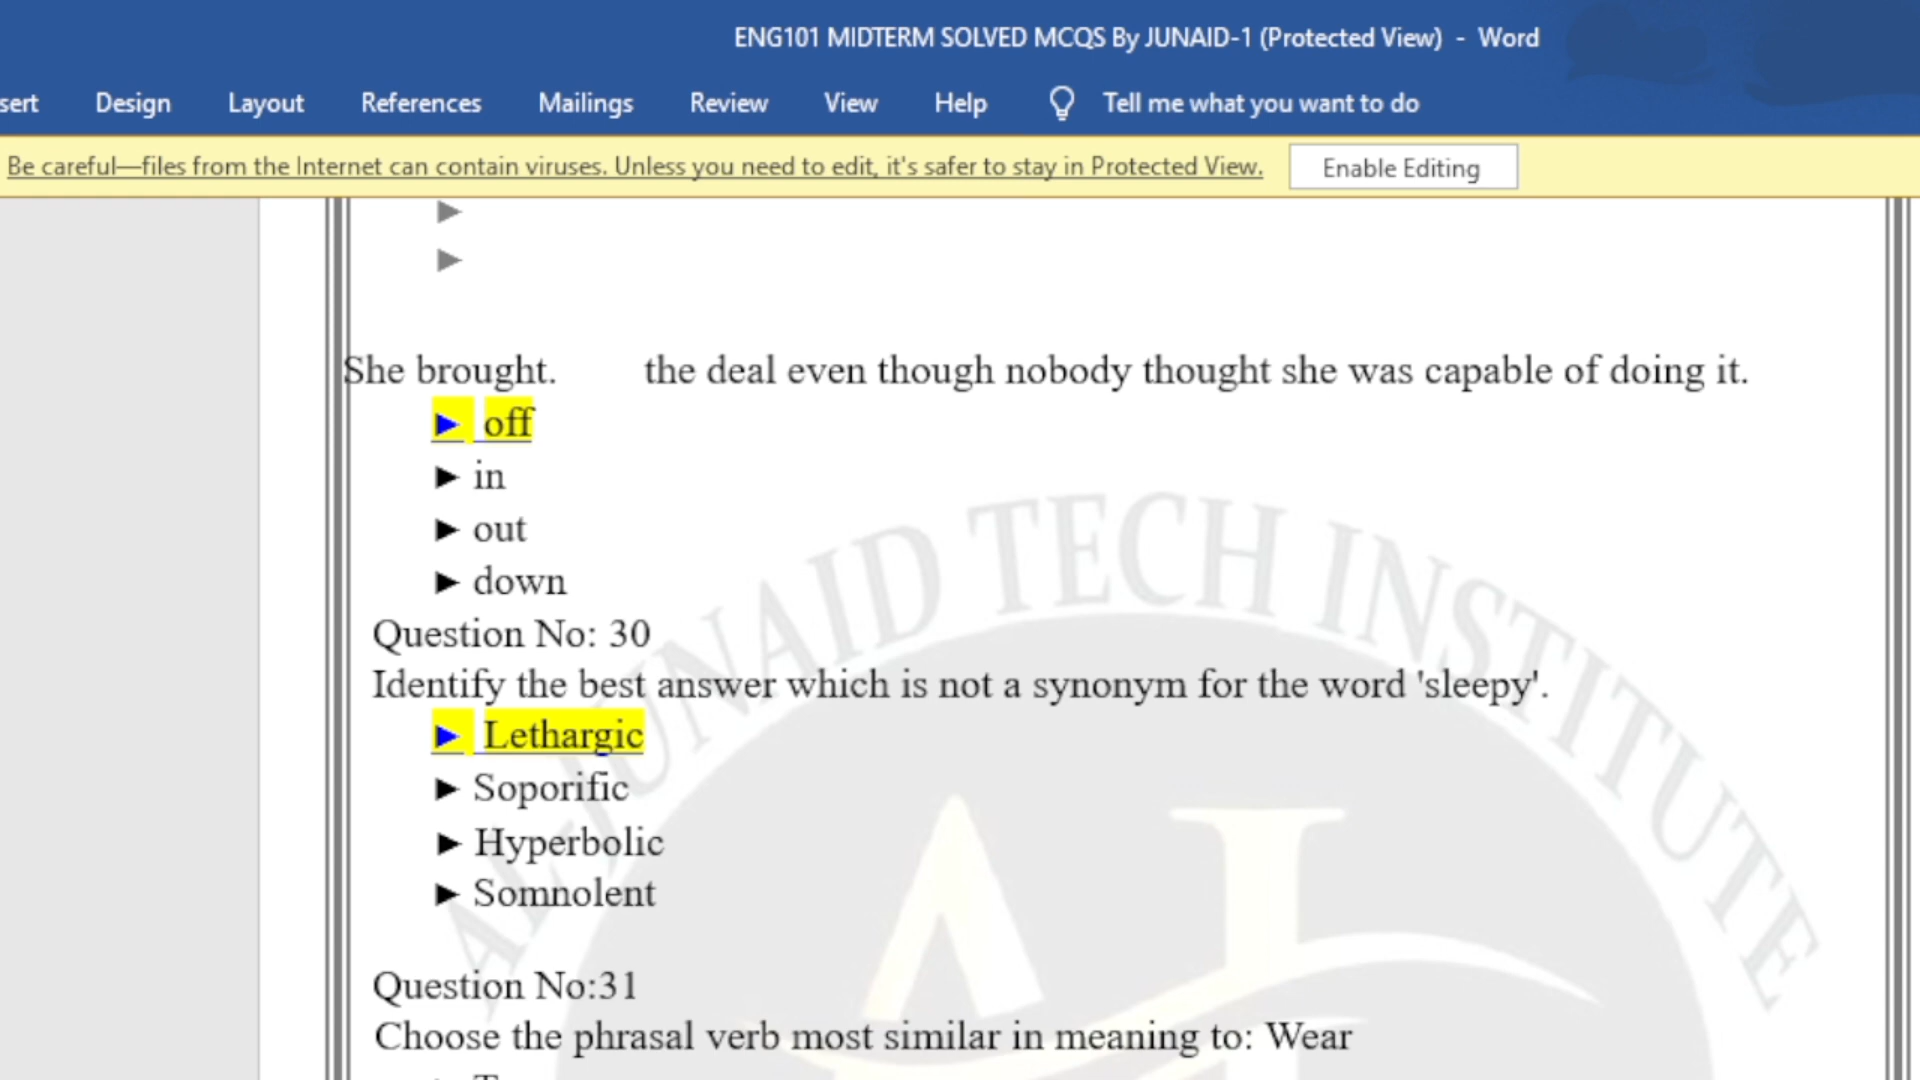 ENG101 MIDTERM SOLVED MCQS By JUNAID-1 (Protected View) - Word
sert Design Layout References Mailings Review View Help Tell me what you want to do
Be careful—files from the Internet can contain viruses. Unless you need to edit, it's safer to stay in Protected View. Enable Editing
►
►
She brought. the deal even though nobody thought she was capable of doing it.
► off
► in
► out
► down
Question No: 30
Identify the best answer which is not a synonym for the word 'sleepy'.
► Lethargic
► Soporific
► Hyperbolic
► Somnolent
Question No:31
Choose the phrasal verb most similar in meaning to: Wear
AL-JUNAID TECH INSTITUTE